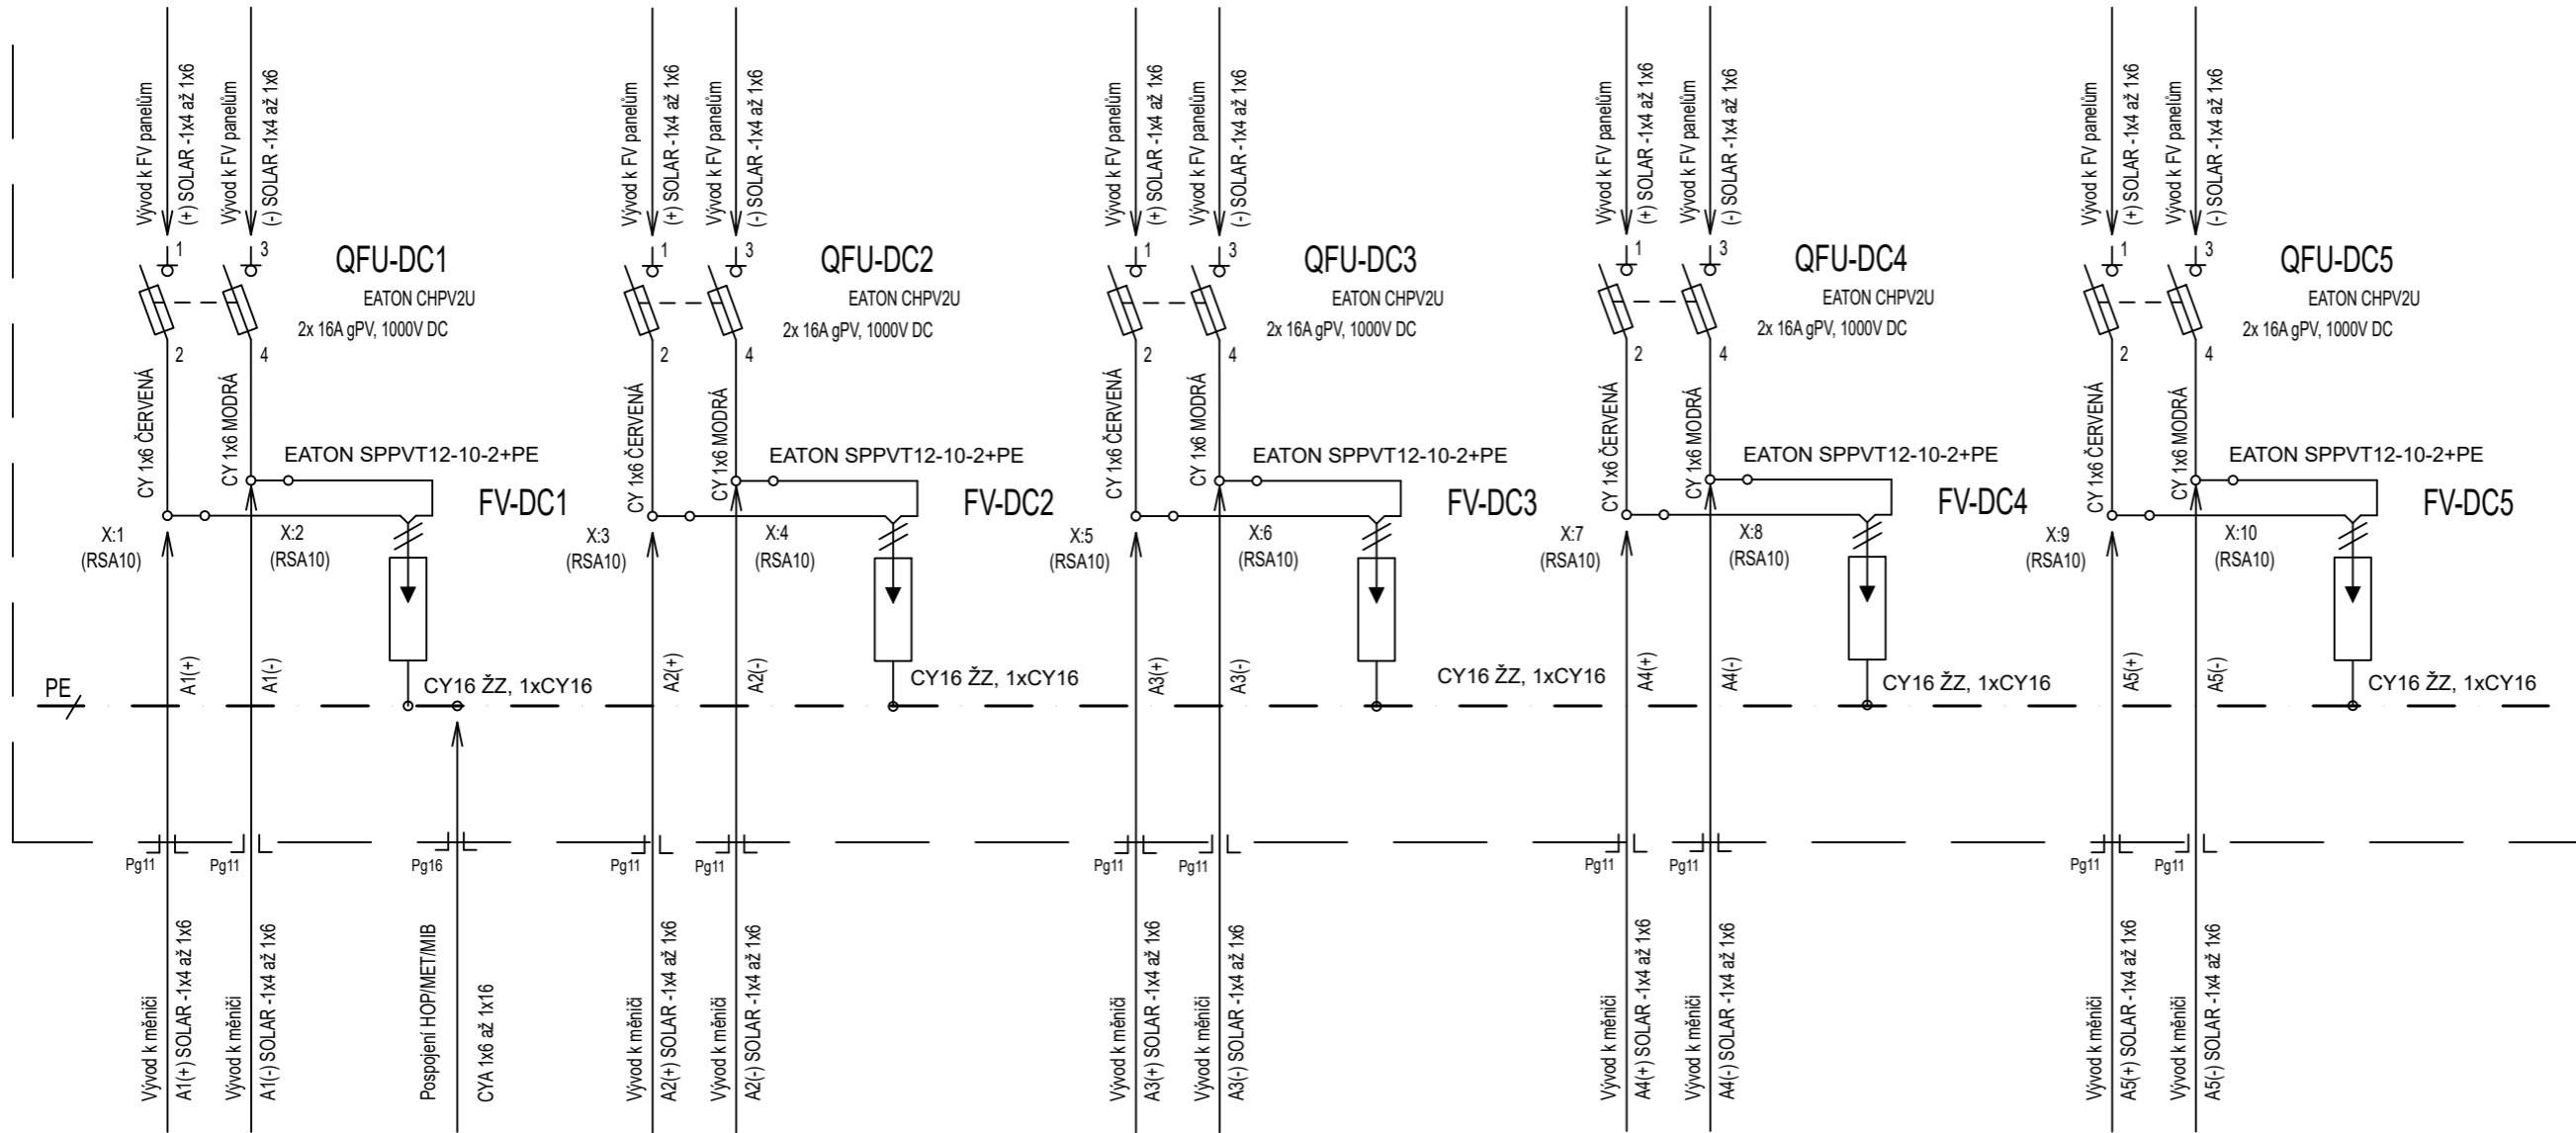 Vývod k FV panelům
(+) SOLAR -1x4 až 1x6
Vývod k FV panelům
(-) SOLAR -1x4 až 1x6
1
3
QFU-DC1
EATON CHPV2U
2x 16A gPV, 1000V DC
2
4
CY 1x6 ČERVENÁ
CY 1x6 MODRÁ
EATON SPPVT12-10-2+PE
FV-DC1
X:1
(RSA10)
X:2
(RSA10)
A1(+)
A1(-)
PE
CY16 ŽZ, 1xCY16
Pg11
Pg11
Pg16
Vývod k měniči
A1(+) SOLAR -1x4 až 1x6
Vývod k měniči
A1(-) SOLAR -1x4 až 1x6
Pospojení HOP/MET/MIB
CYA 1x6 až 1x16
Vývod k FV panelům
(+) SOLAR -1x4 až 1x6
Vývod k FV panelům
(-) SOLAR -1x4 až 1x6
1
3
QFU-DC2
EATON CHPV2U
2x 16A gPV, 1000V DC
2
4
CY 1x6 ČERVENÁ
CY 1x6 MODRÁ
EATON SPPVT12-10-2+PE
FV-DC2
X:3
(RSA10)
X:4
(RSA10)
A2(+)
A2(-)
CY16 ŽZ, 1xCY16
Pg11
Pg11
Vývod k měniči
A2(+) SOLAR -1x4 až 1x6
Vývod k měniči
A2(-) SOLAR -1x4 až 1x6
Vývod k FV panelům
(+) SOLAR -1x4 až 1x6
Vývod k FV panelům
(-) SOLAR -1x4 až 1x6
1
3
QFU-DC3
EATON CHPV2U
2x 16A gPV, 1000V DC
2
4
CY 1x6 ČERVENÁ
CY 1x6 MODRÁ
EATON SPPVT12-10-2+PE
FV-DC3
X:5
(RSA10)
X:6
(RSA10)
A3(+)
A3(-)
CY16 ŽZ, 1xCY16
Pg11
Pg11
Vývod k měniči
A3(+) SOLAR -1x4 až 1x6
Vývod k měniči
A3(-) SOLAR -1x4 až 1x6
Vývod k FV panelům
(+) SOLAR -1x4 až 1x6
Vývod k FV panelům
(-) SOLAR -1x4 až 1x6
1
3
QFU-DC4
EATON CHPV2U
2x 16A gPV, 1000V DC
2
4
CY 1x6 ČERVENÁ
CY 1x6 MODRÁ
EATON SPPVT12-10-2+PE
FV-DC4
X:7
(RSA10)
X:8
(RSA10)
A4(+)
A4(-)
CY16 ŽZ, 1xCY16
Pg11
Pg11
Vývod k měniči
A4(+) SOLAR -1x4 až 1x6
Vývod k měniči
A4(-) SOLAR -1x4 až 1x6
Vývod k FV panelům
(+) SOLAR -1x4 až 1x6
Vývod k FV panelům
(-) SOLAR -1x4 až 1x6
1
3
QFU-DC5
EATON CHPV2U
2x 16A gPV, 1000V DC
2
4
CY 1x6 ČERVENÁ
CY 1x6 MODRÁ
EATON SPPVT12-10-2+PE
FV-DC5
X:9
(RSA10)
X:10
(RSA10)
A5(+)
A5(-)
CY16 ŽZ, 1xCY16
Pg11
Pg11
Vývod k měniči
A5(+) SOLAR -1x4 až 1x6
Vývod k měniči
A5(-) SOLAR -1x4 až 1x6